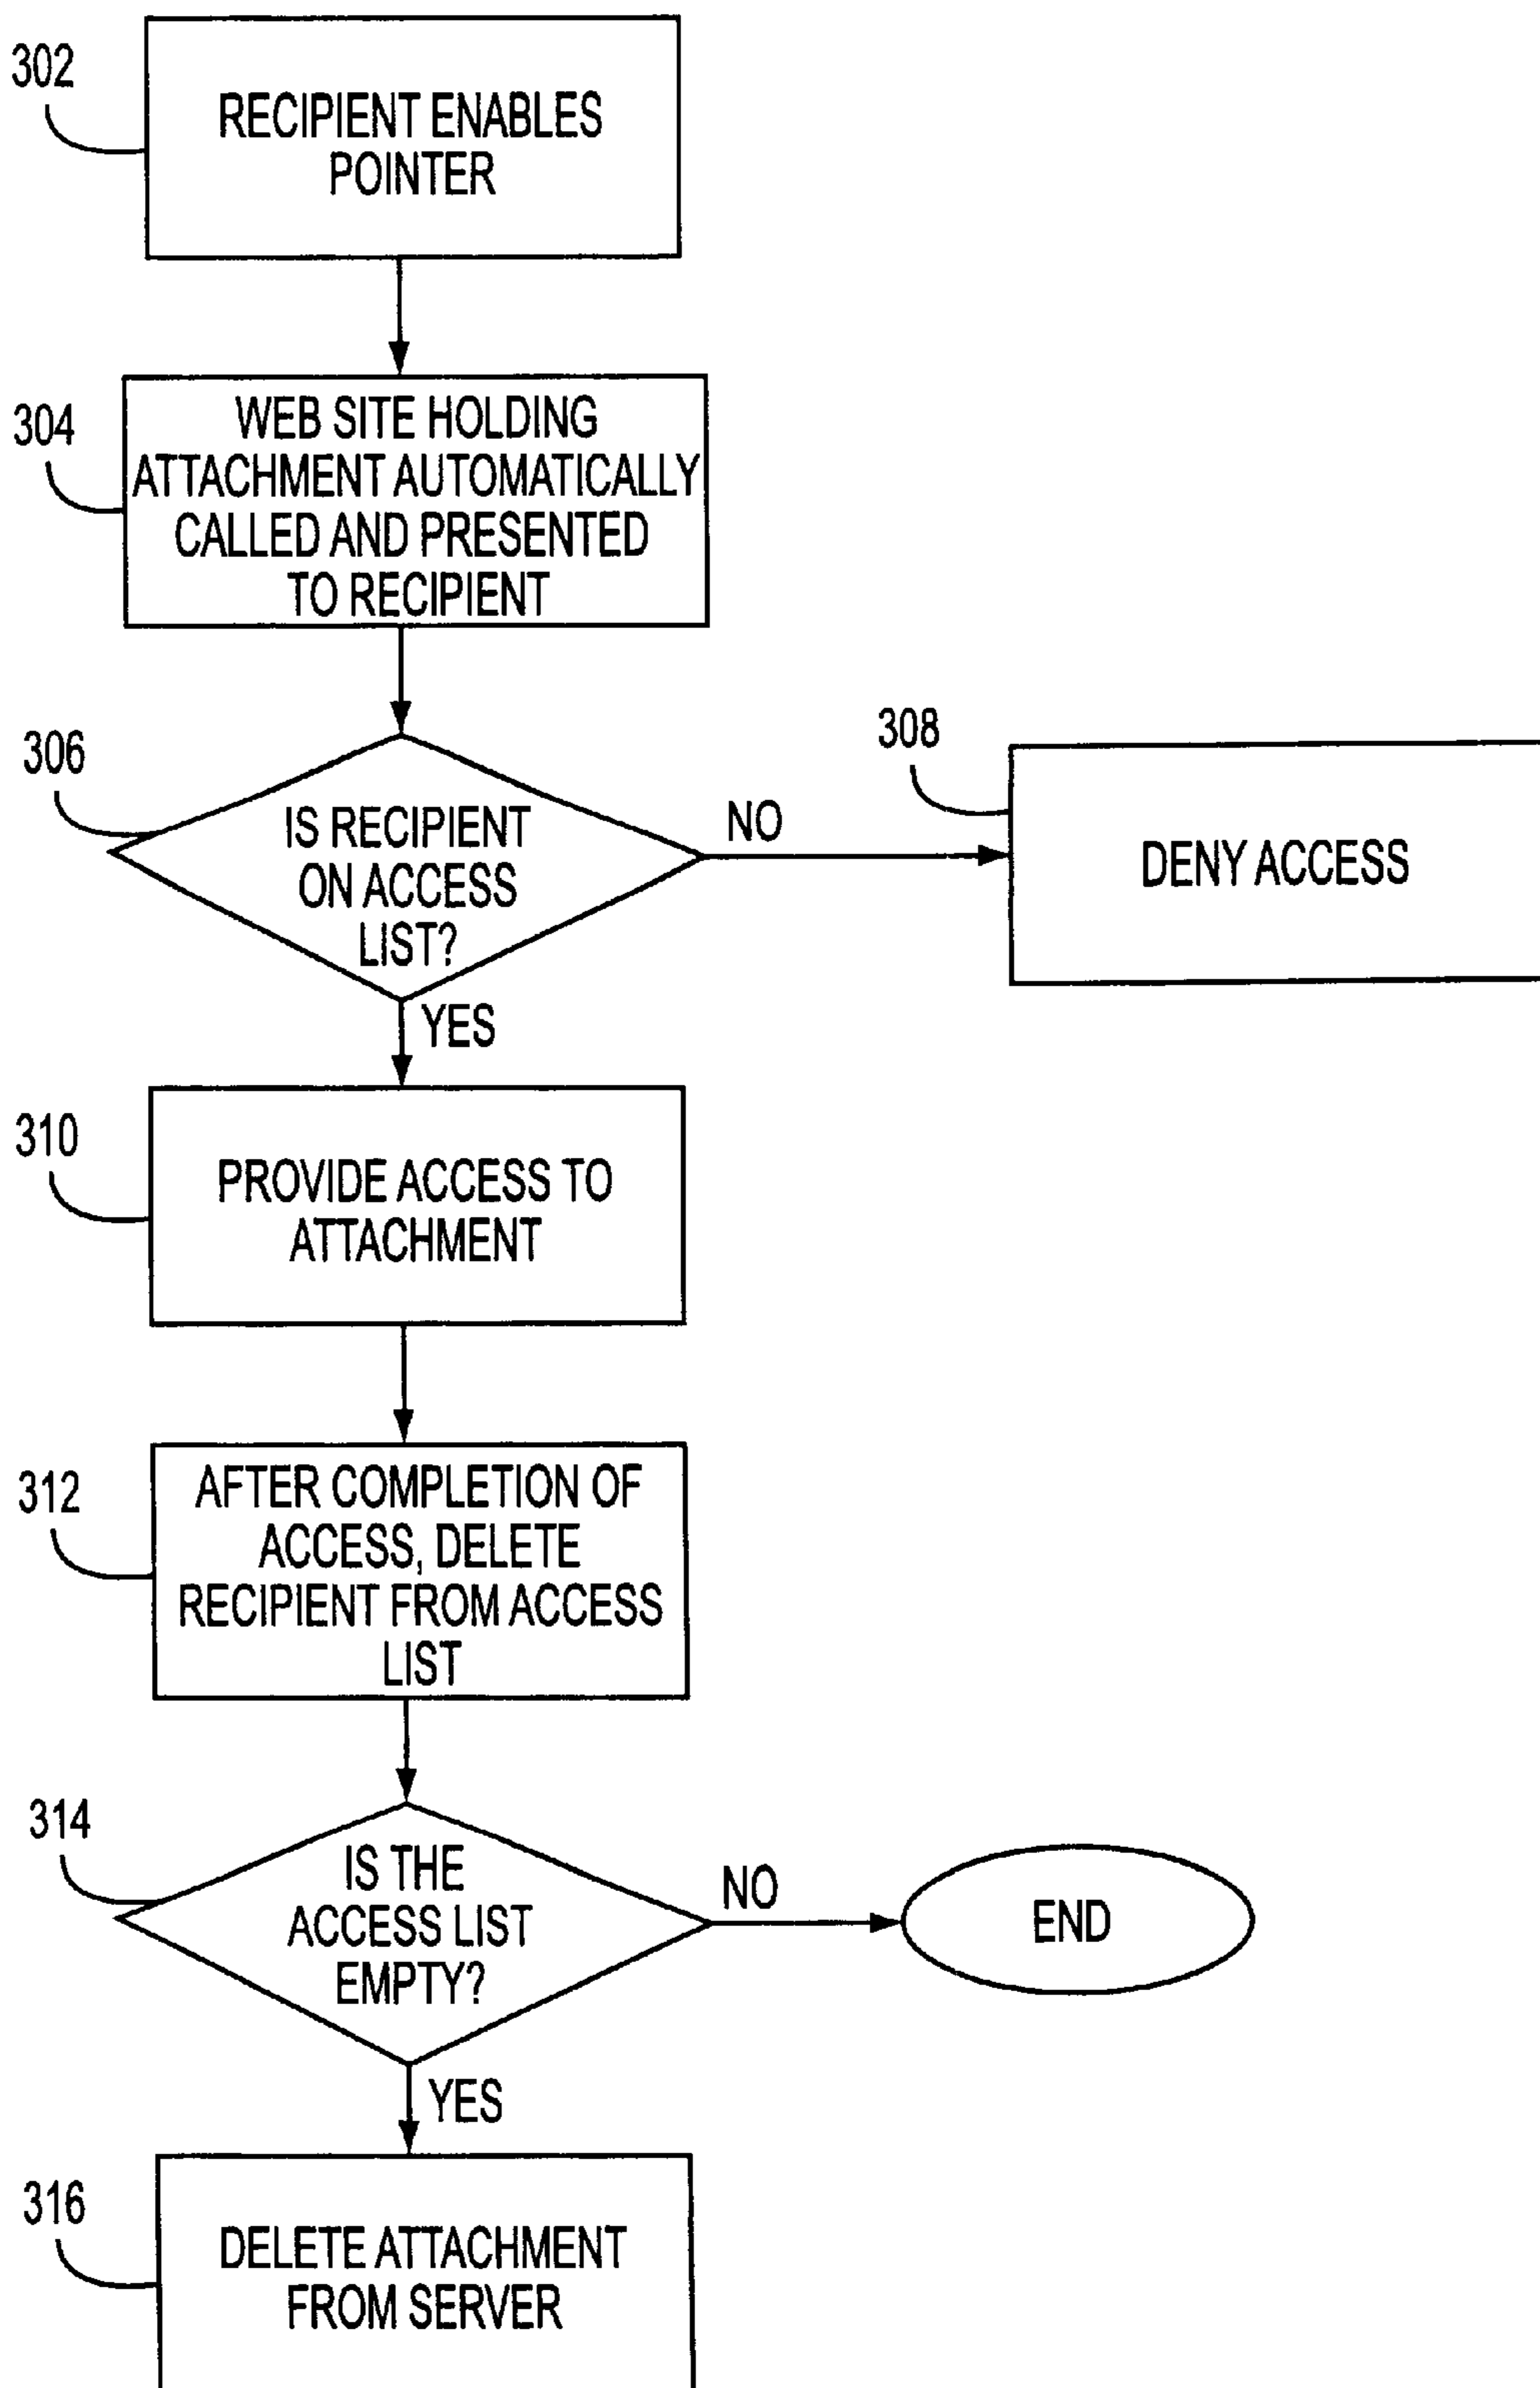 302
RECIPIENT ENABLES
POINTER
304
WEB SITE HOLDING
ATTACHMENT AUTOMATICALLY
CALLED AND PRESENTED
TO RECIPIENT
306
IS RECIPIENT
ON ACCESS
LIST?
NO
308
DENY ACCESS
YES
310
PROVIDE ACCESS TO
ATTACHMENT
312
AFTER COMPLETION OF
ACCESS, DELETE
RECIPIENT FROM ACCESS
LIST
314
IS THE
ACCESS LIST
EMPTY?
NO
END
YES
316
DELETE ATTACHMENT
FROM SERVER